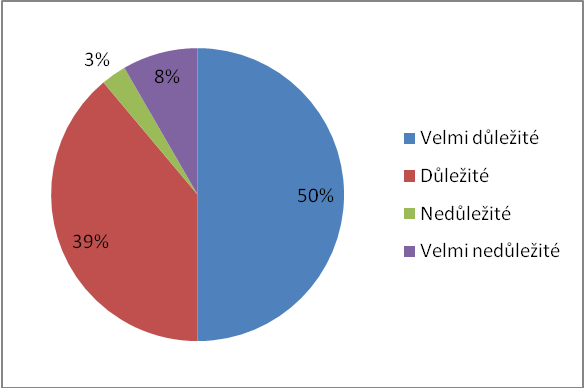 3%
8%
50%
39%
Velmi důležité
Důležité
Nedůležité
Velmi nedůležité